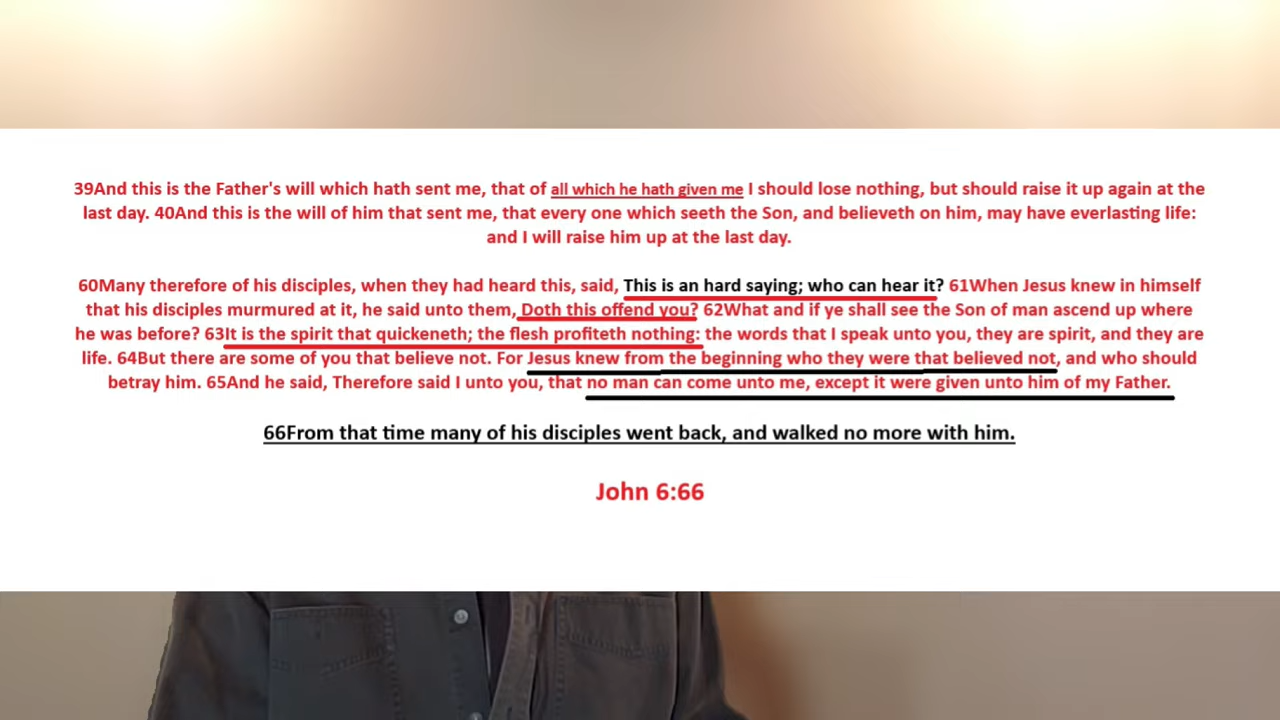 39And this is the Father's will which hath sent me, that of all which he hath given me I should lose nothing, but should raise it up again at the
last day. 40And this is the will of him that sent me, that every one which seeth the Son, and believeth on him, may have everlasting life:
and I will raise him up at the last day.
60Many therefore of his disciples, when they had heard this, said, This is an hard saying; who can hear it? 61When Jesus knew in himself
that his disciples murmured at it, he said unto them, Doth this offend you? 62What and if ye shall see the Son of man ascend up where
he was before? 63It is the spirit that quickeneth; the flesh profiteth nothing: the words that I speak unto you, they are spirit, and they are
life. 64But there are some of you that believe not. For Jesus knew from the beginning who they were that believed not, and who should
betray him. 65And he said, Therefore said I unto you, that no man can come unto me, except it were given unto him of my Father.
66From that time many of his disciples went back, and walked no more with him.
John 6:66